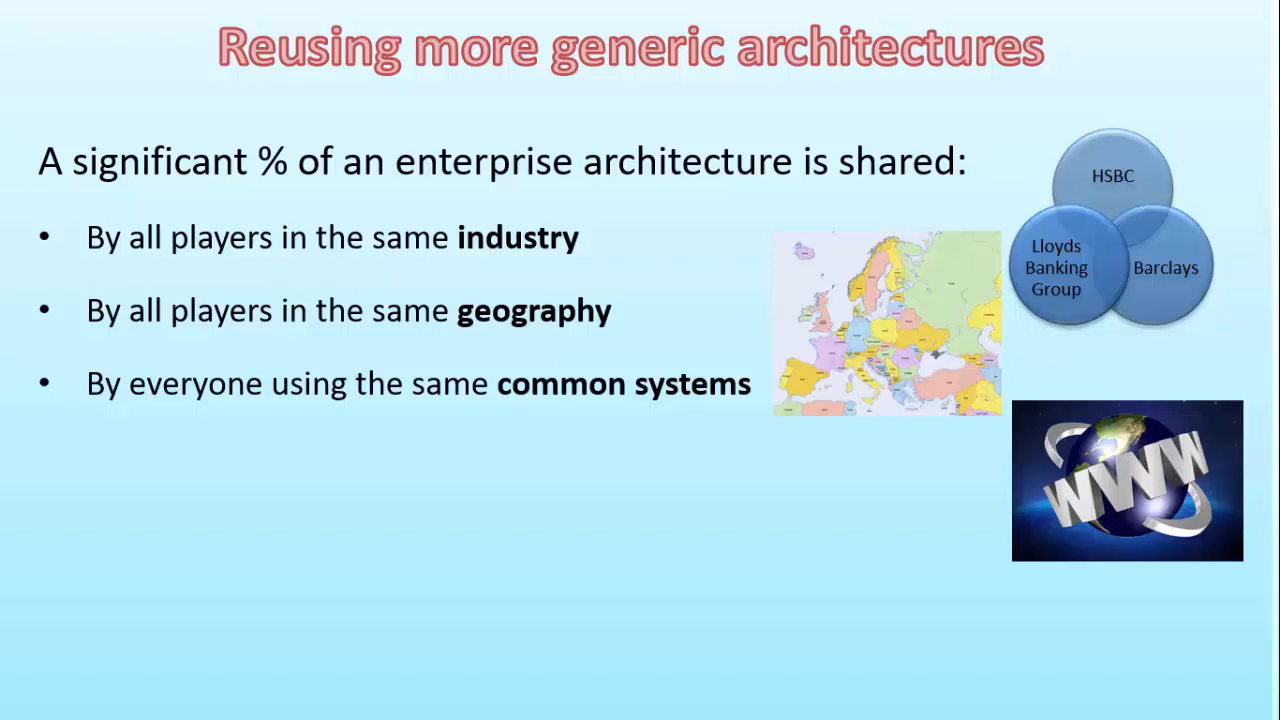 Reusing more generic architectures
A significant % of an enterprise architecture is shared:
• By all players in the same industry
• By all players in the same geography
• By everyone using the same common systems
HSBC
Lloyds
Banking
Group
Barclays
WWW